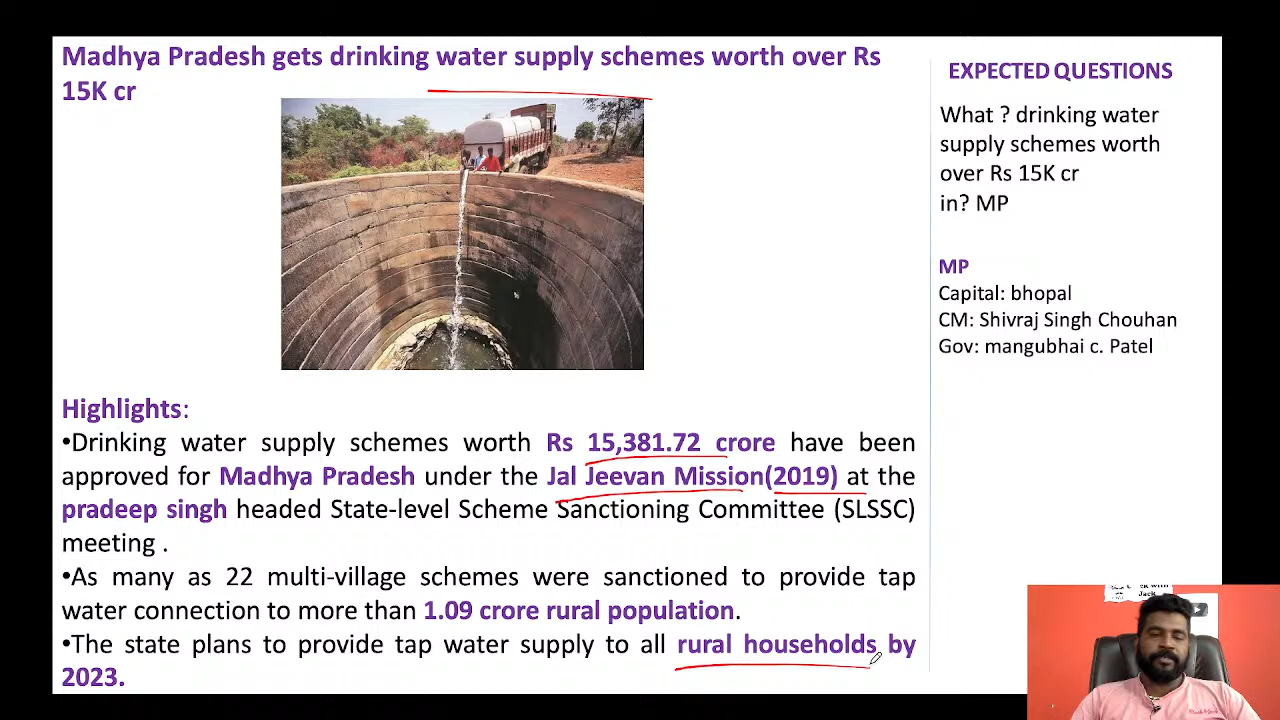 Madhya Pradesh gets drinking water supply schemes worth over Rs
15K cr
Highlights:
•Drinking water supply schemes worth Rs 15,381.72 crore have been
approved for Madhya Pradesh under the Jal Jeevan Mission(2019) at the
pradeep singh headed State-level Scheme Sanctioning Committee (SLSSC)
meeting .
•As many as 22 multi-village schemes were sanctioned to provide tap
water connection to more than 1.09 crore rural population.
•The state plans to provide tap water supply to all rural households by
2023.
EXPECTED QUESTIONS
What ? drinking water
supply schemes worth
over Rs 15K cr
in? MP
MP
Capital: bhopal
CM: Shivraj Singh Chouhan
Gov: mangubhai c. Patel
Jack